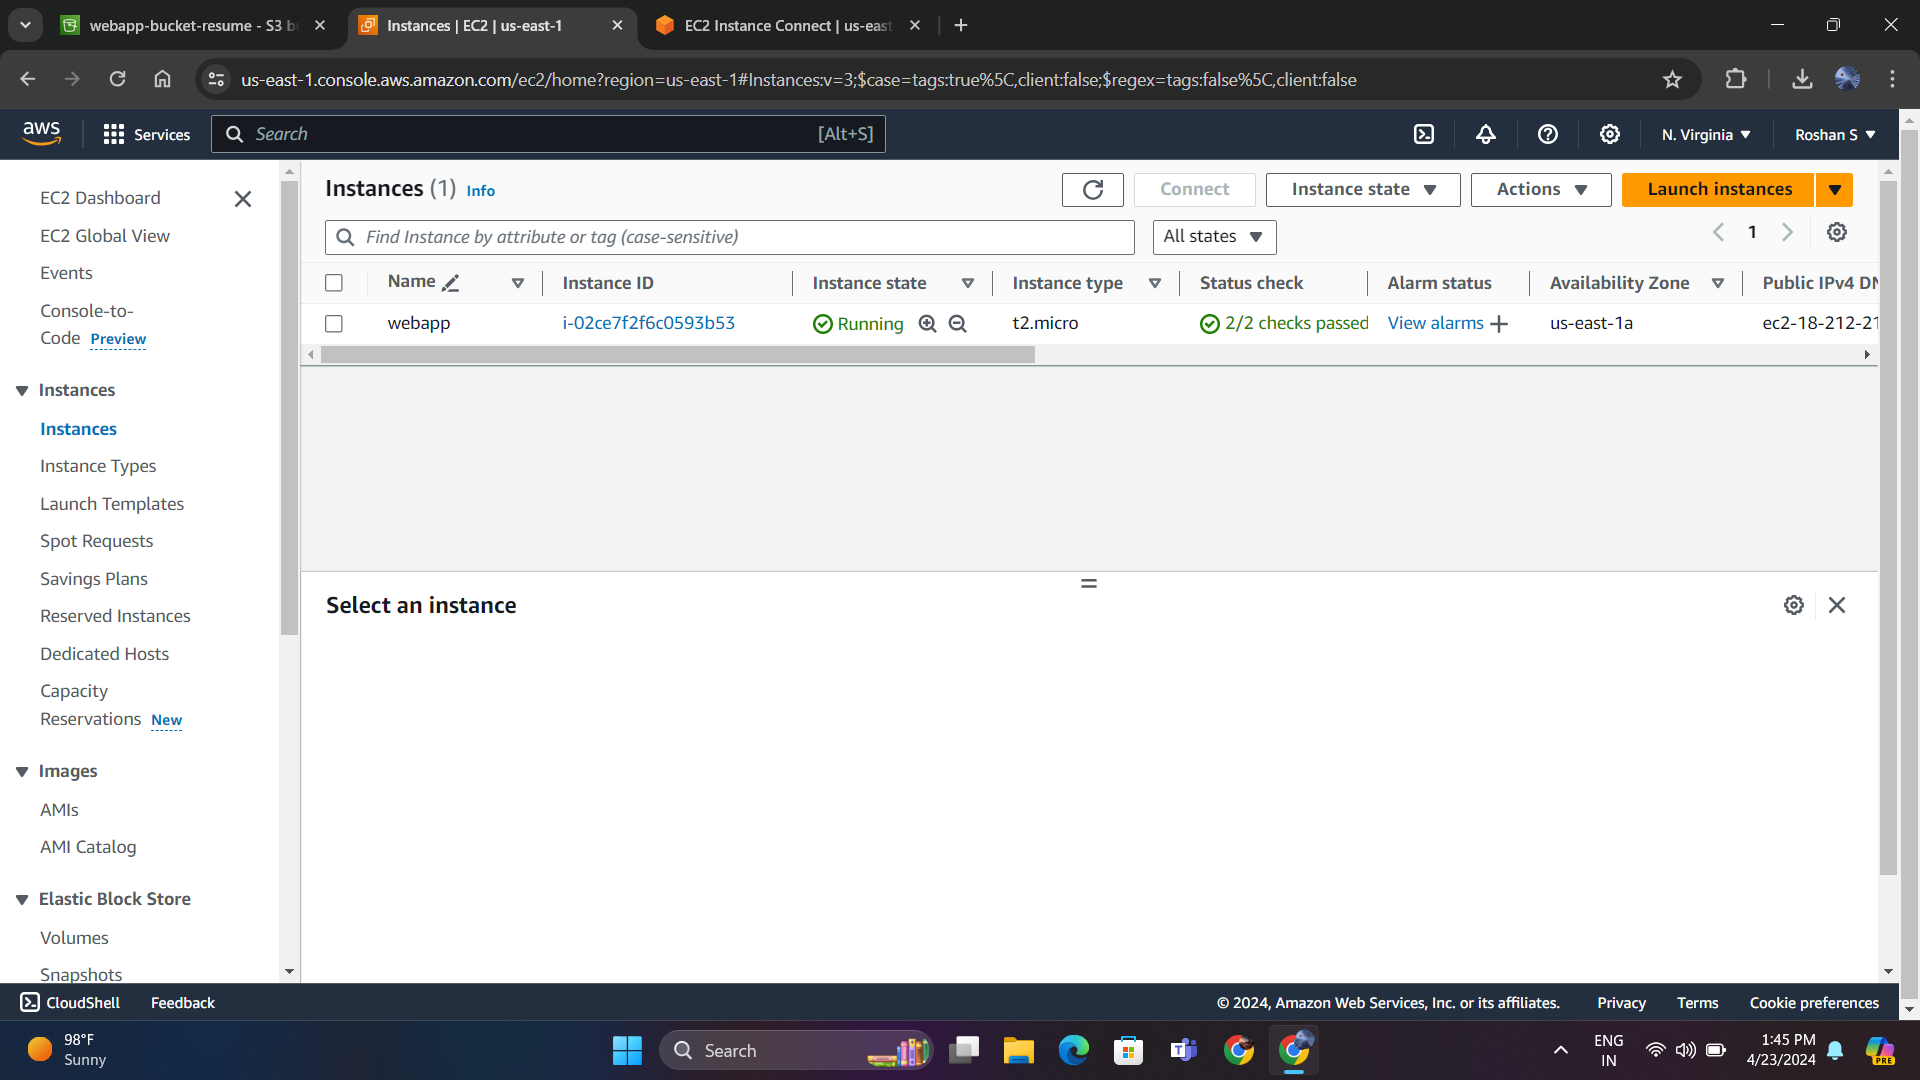 webapp-bucket-resume - S3 b
Instances | EC2 | us-east-1
EC2 Instance Connect | us-east
us-east-1.console.aws.amazon.com/ec2/home?region=us-east-1#Instances:v=3;$case=tags:true%5C,client:false;$regex=tags:false%5C,client:false
aws
Services
Search
[Alt+S]
N. Virginia
Roshan S
EC2 Dashboard
EC2 Global View
Events
Console-to-
Code Preview
Instances
Instances
Instance Types
Launch Templates
Spot Requests
Savings Plans
Reserved Instances
Dedicated Hosts
Capacity
Reservations New
Images
AMIs
AMI Catalog
Elastic Block Store
Volumes
Snapshots
Instances (1) Info
Connect
Instance state
Actions
Launch instances
Find Instance by attribute or tag (case-sensitive)
All states
1
Name Instance ID Instance state Instance type Status check Alarm status Availability Zone Public IPv4 DN
webapp i-02ce7f2f6c0593b53 Running t2.micro 2/2 checks passed View alarms us-east-1a ec2-18-212-21
Select an instance
CloudShell Feedback
© 2024, Amazon Web Services, Inc. or its affiliates. Privacy Terms Cookie preferences
98°F
Sunny
Search
ENG
IN
1:45 PM
4/23/2024
PRE